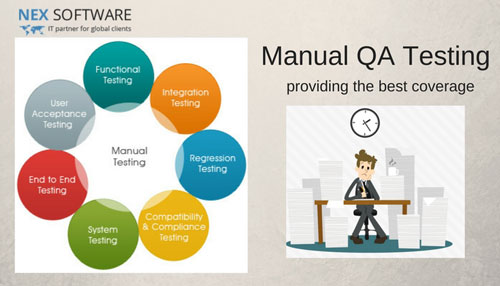 NEX SOFTWARE
IT partner for global clients
Manual QA Testing
providing the best coverage
Functional
Testing
Integration
Testing
Regression
Testing
Compatibility
& Compliance
Testing
System
Testing
End to End
Testing
User
Acceptance
Testing
Manual
Testing